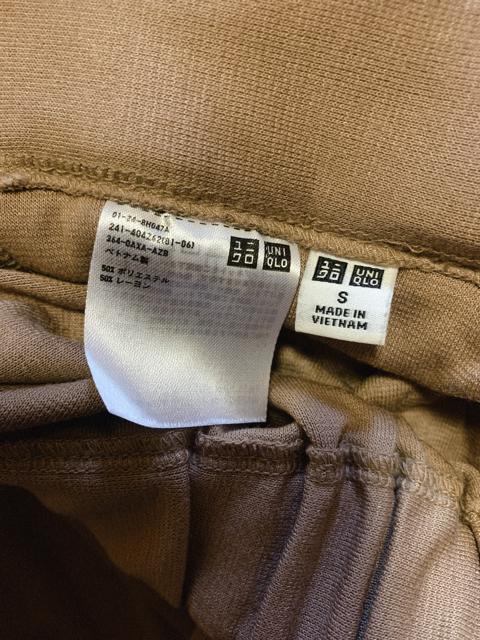 01-24-8H047A
241-404262(81-06)
264-0AXA-AZB
ベトナム製
50% ポリエステル
50% レーヨン
ユニ
クロ
UNI
QLO
ユニ
クロ
UNI
QLO
S
MADE IN
VIETNAM